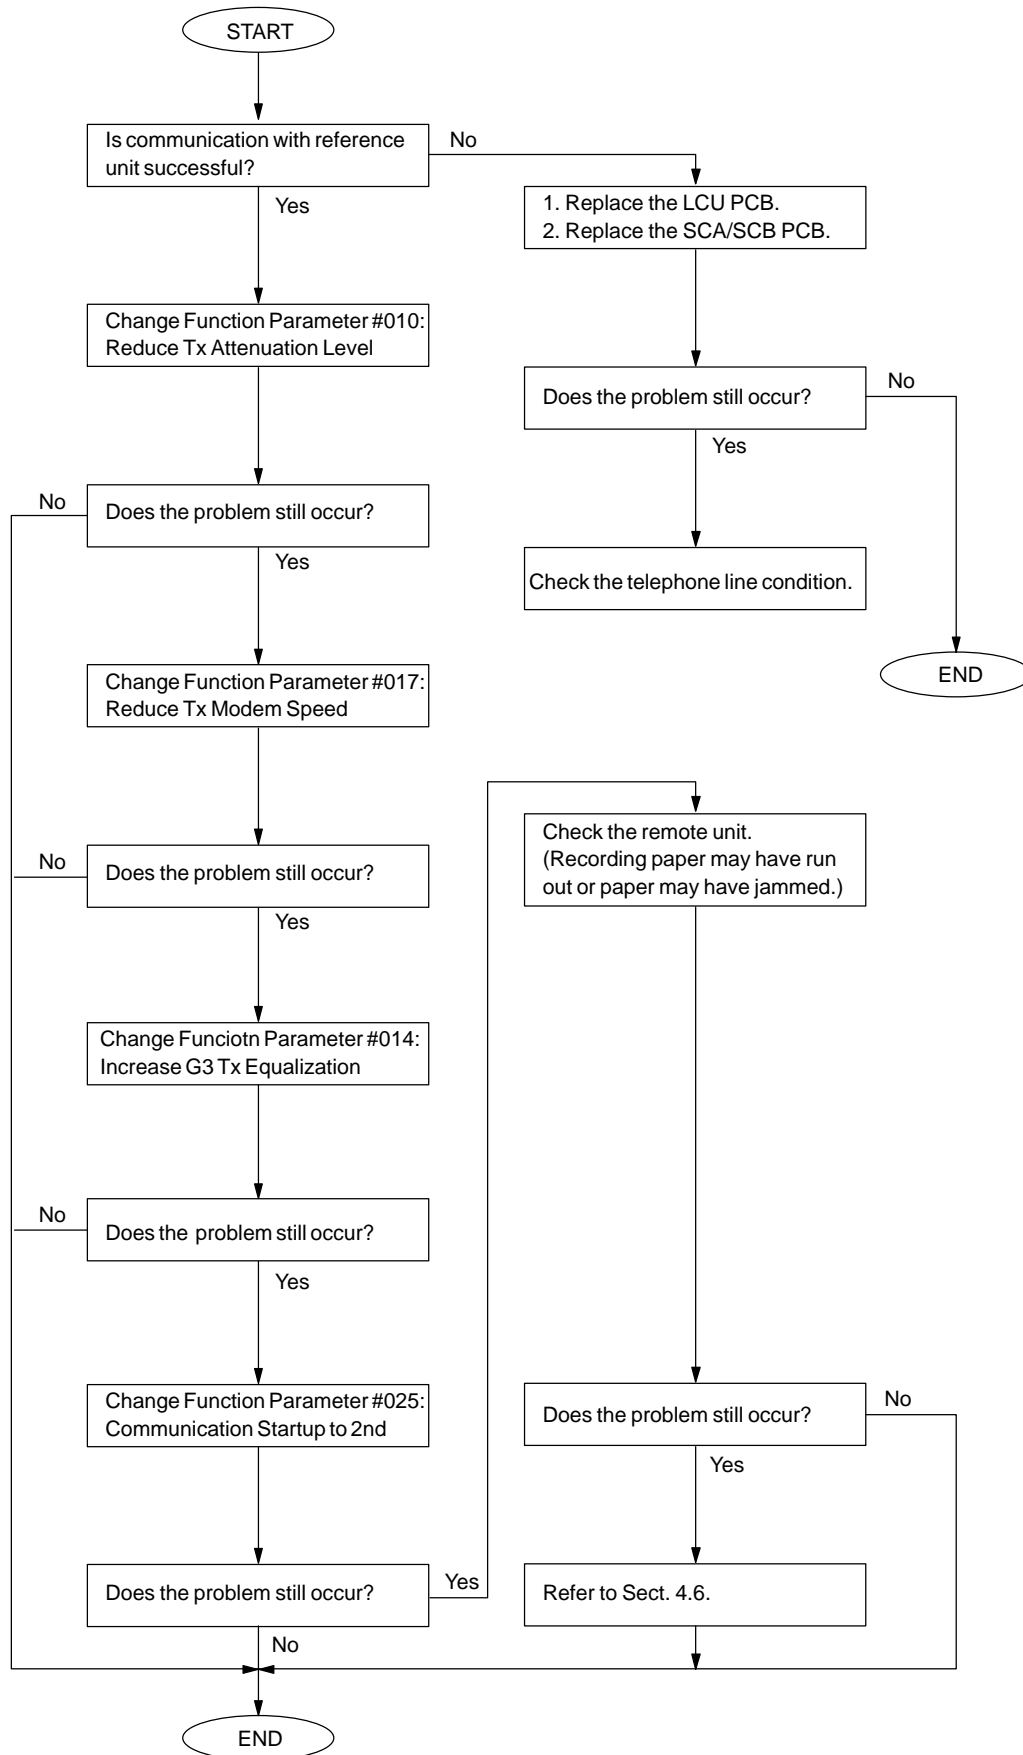 START
Is communication with reference
unit successful?
No
Yes
1. Replace the LCU PCB.
2. Replace the SCA/SCB PCB.
Change Function Parameter #010:
Reduce Tx Attenuation Level
Does the problem still occur?
No
Yes
No
Does the problem still occur?
Yes
Check the telephone line condition.
END
Change Function Parameter #017:
Reduce Tx Modem Speed
No
Does the problem still occur?
Yes
Check the remote unit.
(Recording paper may have run
out or paper may have jammed.)
Change Funciotn Parameter #014:
Increase G3 Tx Equalization
No
Does the problem still occur?
Yes
Change Function Parameter #025:
Communication Startup to 2nd
Does the problem still occur?
No
Yes
Does the problem still occur?
Yes
No
Refer to Sect. 4.6.
END